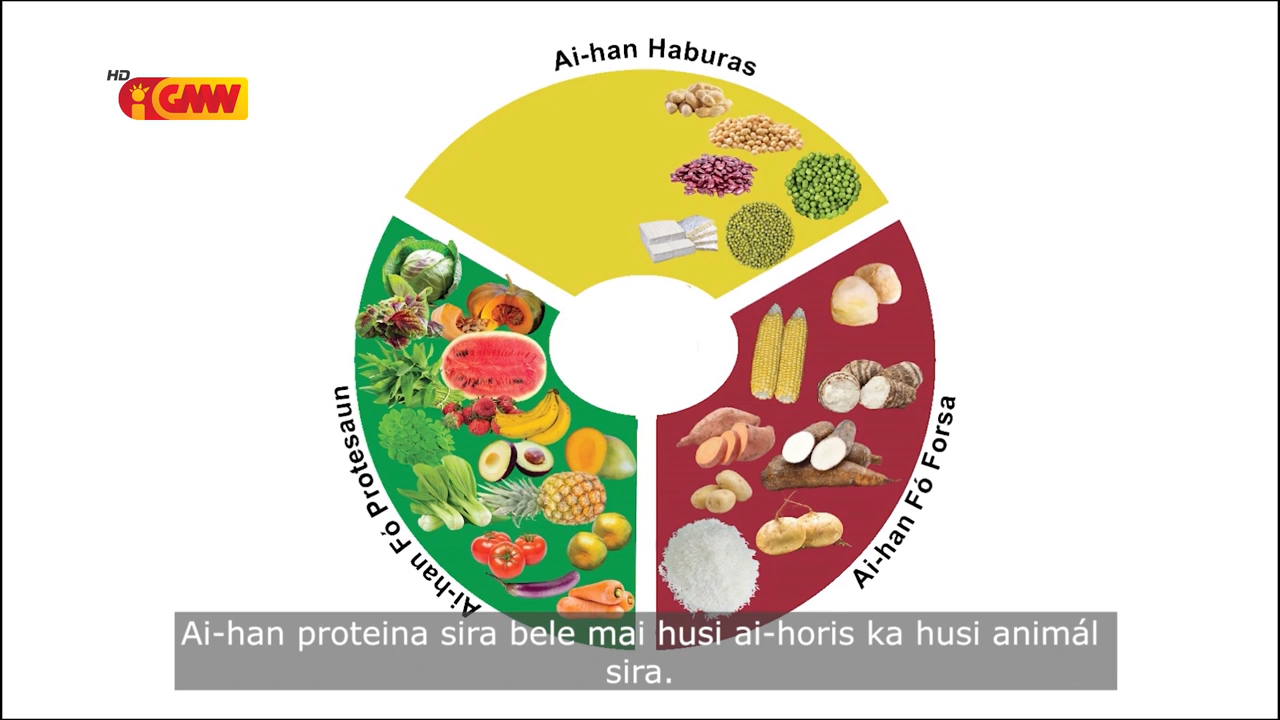 Ai-han Haburas
HD
GMN
Ai-han Fó Protesaun
Ai-han Fó Forsa
Ai-han proteina sira bele mai husi ai-horis ka husi animál
sira.